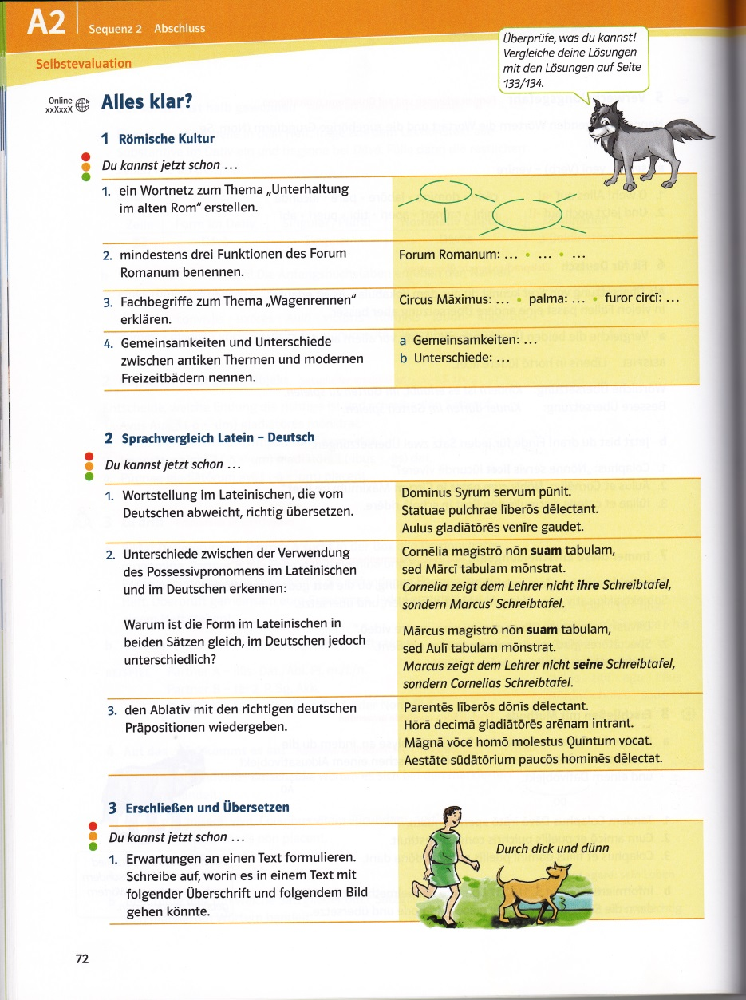 A2
Sequenz 2 Abschluss
Selbstevaluation
Überprüfe, was du kannst!
Vergleiche deine Lösungen
mit den Lösungen auf Seite
133/134.
Online
xxXxxX
Alles klar?
1 Römische Kultur
Du kannst jetzt schon …
1. ein Wortnetz zum Thema „Unterhaltung
im alten Rom“ erstellen.
2. mindestens drei Funktionen des Forum
Romanum benennen.
Forum Romanum: … • … • …
3. Fachbegriffe zum Thema „Wagenrennen“
erklären.
Circus Māximus: … • palma: … • furor circī: …
4. Gemeinsamkeiten und Unterschiede
zwischen antiken Thermen und modernen
Freizeitbädern nennen.
a Gemeinsamkeiten: …
b Unterschiede: …
2 Sprachvergleich Latein – Deutsch
Du kannst jetzt schon …
1. Wortstellung im Lateinischen, die vom
Deutschen abweicht, richtig übersetzen.
Dominus Syrum servum pūnit.
Statuae pulchrae līberōs dēlectant.
Aulus gladiātōrēs venīre gaudet.
2. Unterschiede zwischen der Verwendung
des Possessivpronomens im Lateinischen
und im Deutschen erkennen:
Warum ist die Form im Lateinischen in
beiden Sätzen gleich, im Deutschen jedoch
unterschiedlich?
Cornēlia magistrō nōn suam tabulam,
sed Mārcī tabulam mōnstrat.
Cornelia zeigt dem Lehrer nicht ihre Schreibtafel,
sondern Marcus’ Schreibtafel.
Mārcus magistrō nōn suam tabulam,
sed Aulī tabulam mōnstrat.
Marcus zeigt dem Lehrer nicht seine Schreibtafel,
sondern Cornelias Schreibtafel.
3. den Ablativ mit den richtigen deutschen
Präpositionen wiedergeben.
Parentēs līberōs dōnīs dēlectant.
Hōrā decimā gladiātōrēs arēnam intrant.
Māgnā vōce homō molestus Quīntum vocat.
Aestāte sūdātōrium paucōs hominēs dēlectat.
3 Erschließen und Übersetzen
Du kannst jetzt schon …
1. Erwartungen an einen Text formulieren.
Schreibe auf, worin es in einem Text mit
folgender Überschrift und folgendem Bild
gehen könnte.
Durch dick und dünn
72